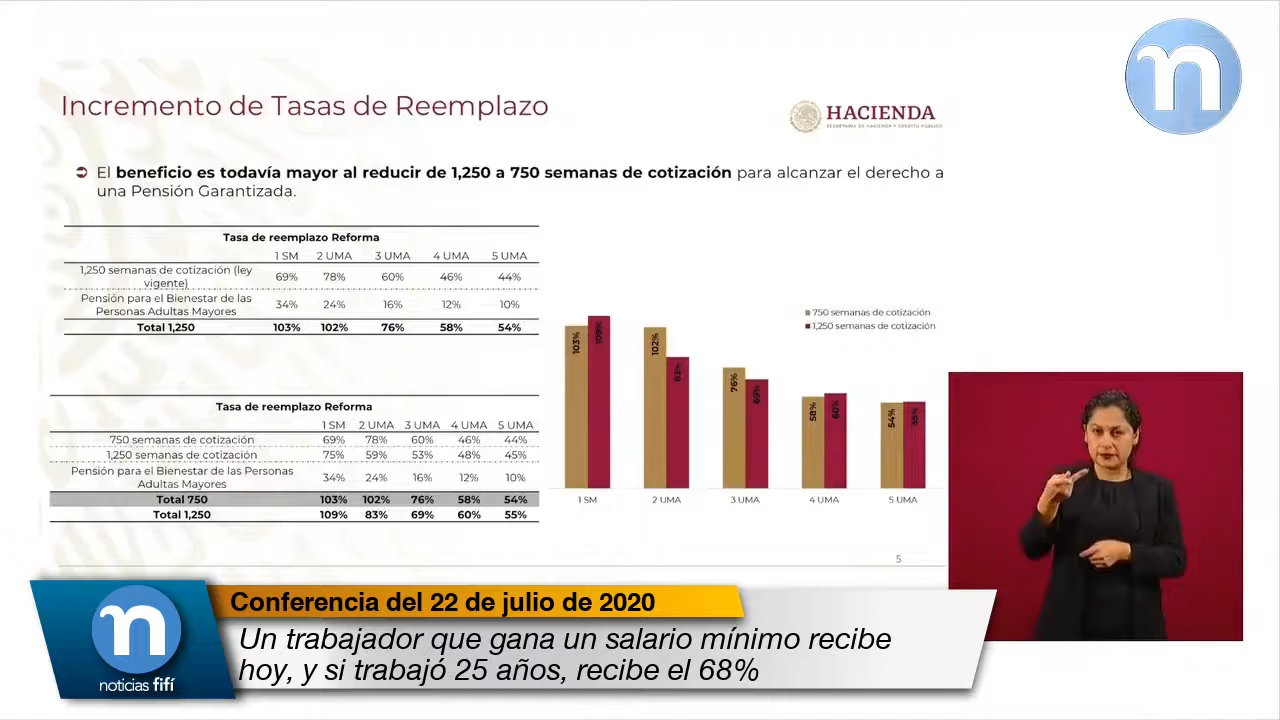 n
Incremento de Tasas de Reemplazo
HACIENDA
SECRETARÍA DE HACIENDA Y CRÉDITO PÚBLICO
El beneficio es todavía mayor al reducir de 1,250 a 750 semanas de cotización para alcanzar el derecho a
una Pensión Garantizada.
Tasa de reemplazo Reforma
1 SM 2 UMA 3 UMA 4 UMA 5 UMA
1,250 semanas de cotización (ley
vigente)
69% 78% 60% 46% 44%
Pensión para el Bienestar de las
Personas Adultas Mayores
34% 24% 16% 12% 10%
Total 1,250 103% 102% 76% 58% 54%
Tasa de reemplazo Reforma
1 SM 2 UMA 3 UMA 4 UMA 5 UMA
750 semanas de cotización 69% 78% 60% 46% 44%
1,250 semanas de cotización 75% 59% 53% 48% 45%
Pensión para el Bienestar de las Personas
Adultas Mayores
34% 24% 16% 12% 10%
Total 750 103% 102% 76% 58% 54%
Total 1,250 109% 83% 69% 60% 55%
750 semanas de cotización
1,250 semanas de cotización
103% 109% 102% 83% 76% 69% 58% 60% 54% 55%
1 SM 2 UMA 3 UMA 4 UMA 5 UMA
5
Conferencia del 22 de julio de 2020
Un trabajador que gana un salario mínimo recibe
hoy, y si trabajó 25 años, recibe el 68%
n
noticias fifí